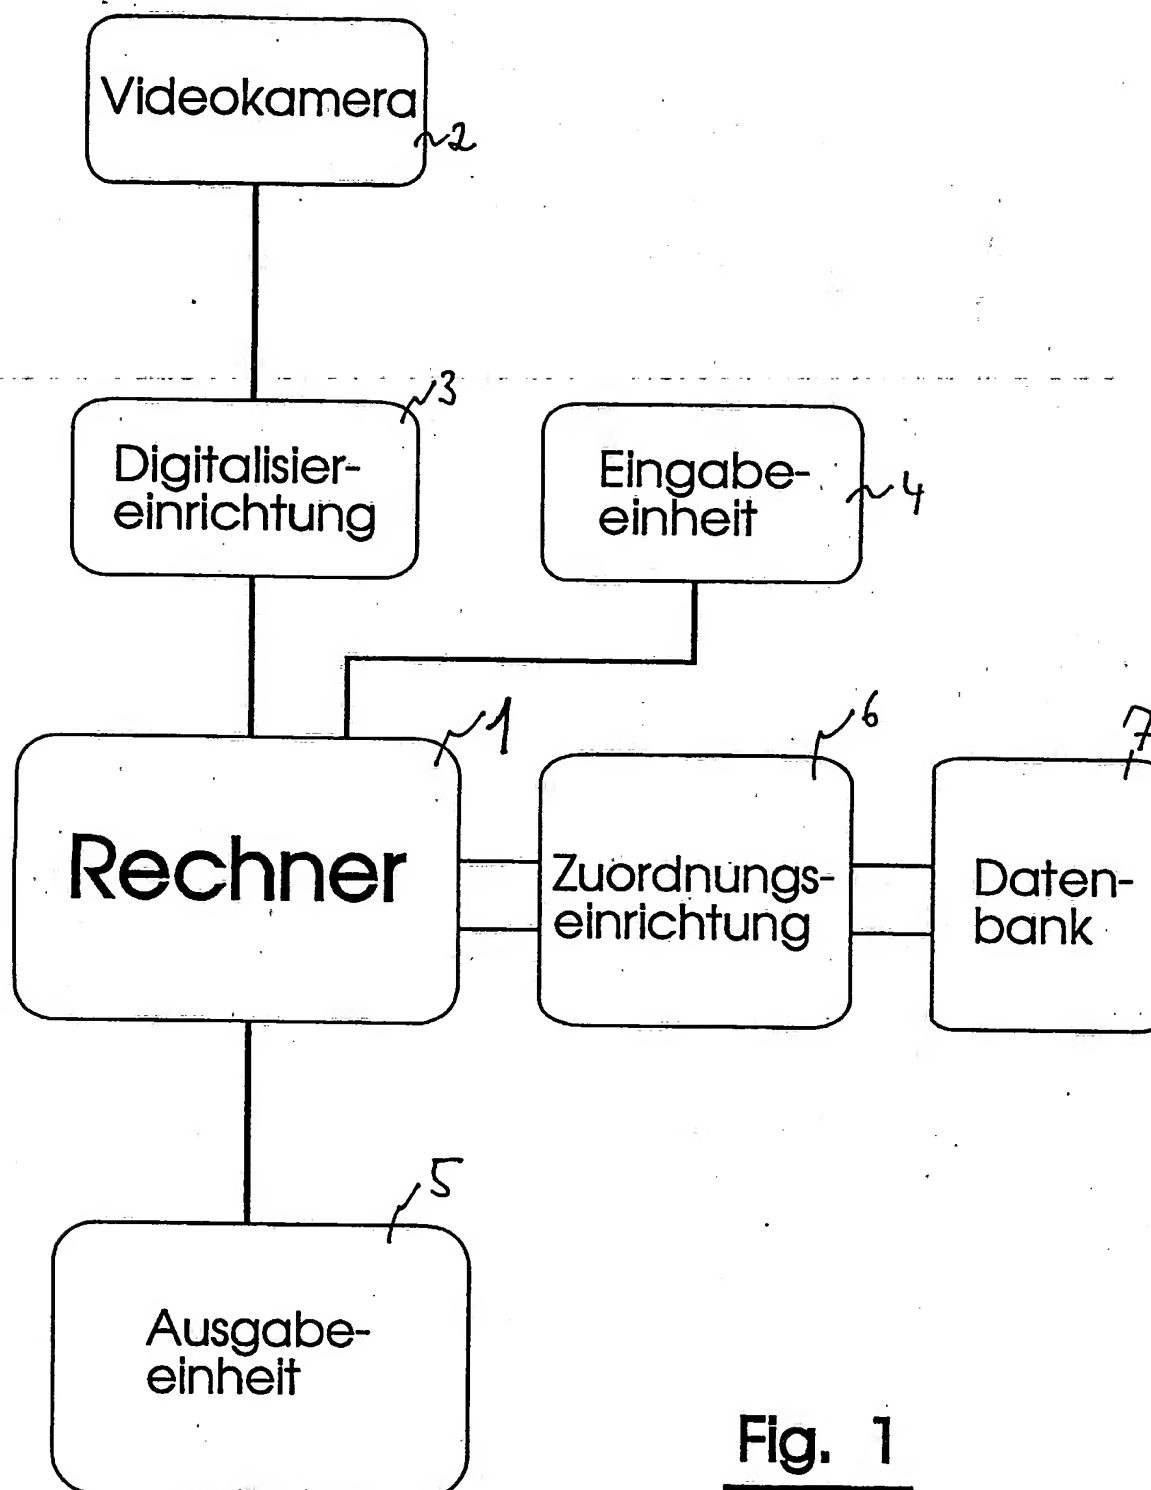 Videokamera
2
3
Digitalisier-
einrichtung
Eingabe-
einheit
4
1
6
7
Rechner
Zuordnungs-
einrichtung
Daten-
bank
5
Ausgabe-
einheit
Fig. 1